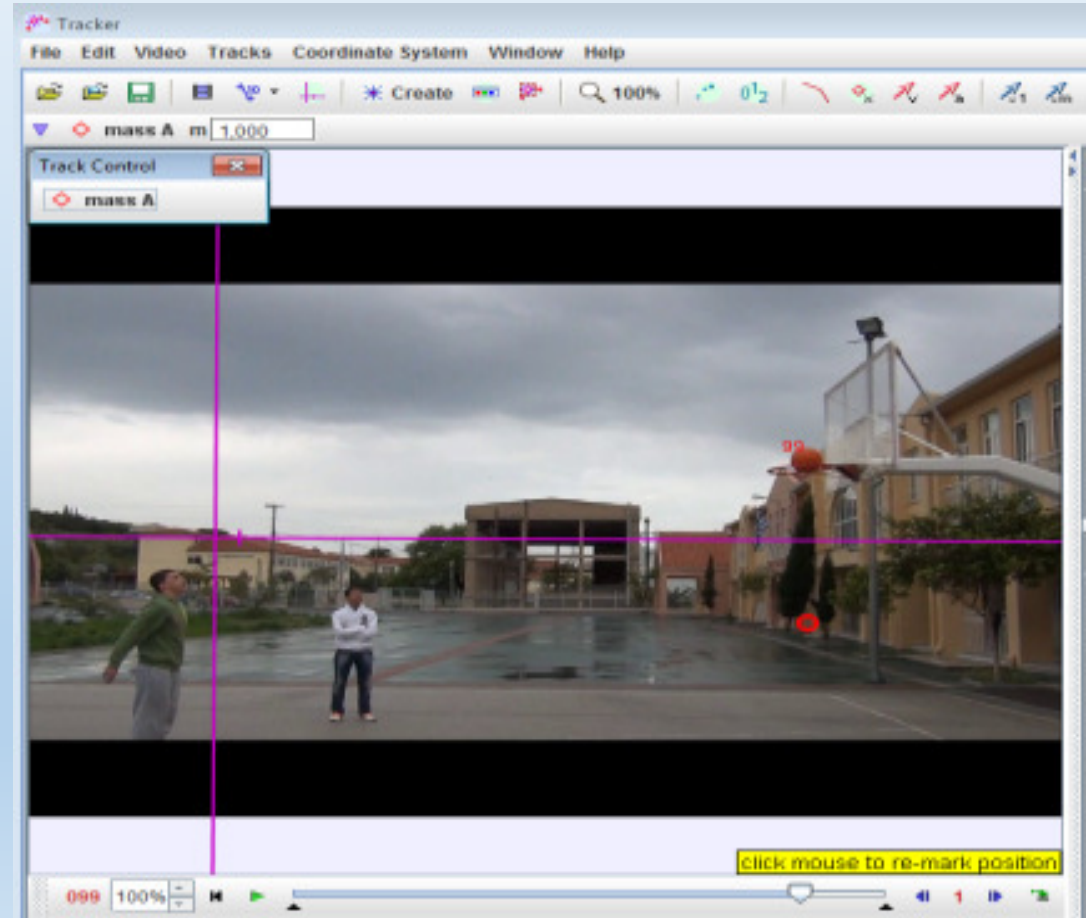 Tracker
File Edit Video Tracks Coordinate System Window Help
Create 100%
mass A m 1.000
Track Control
mass A
99
click mouse to re-mark position
099 100% 1